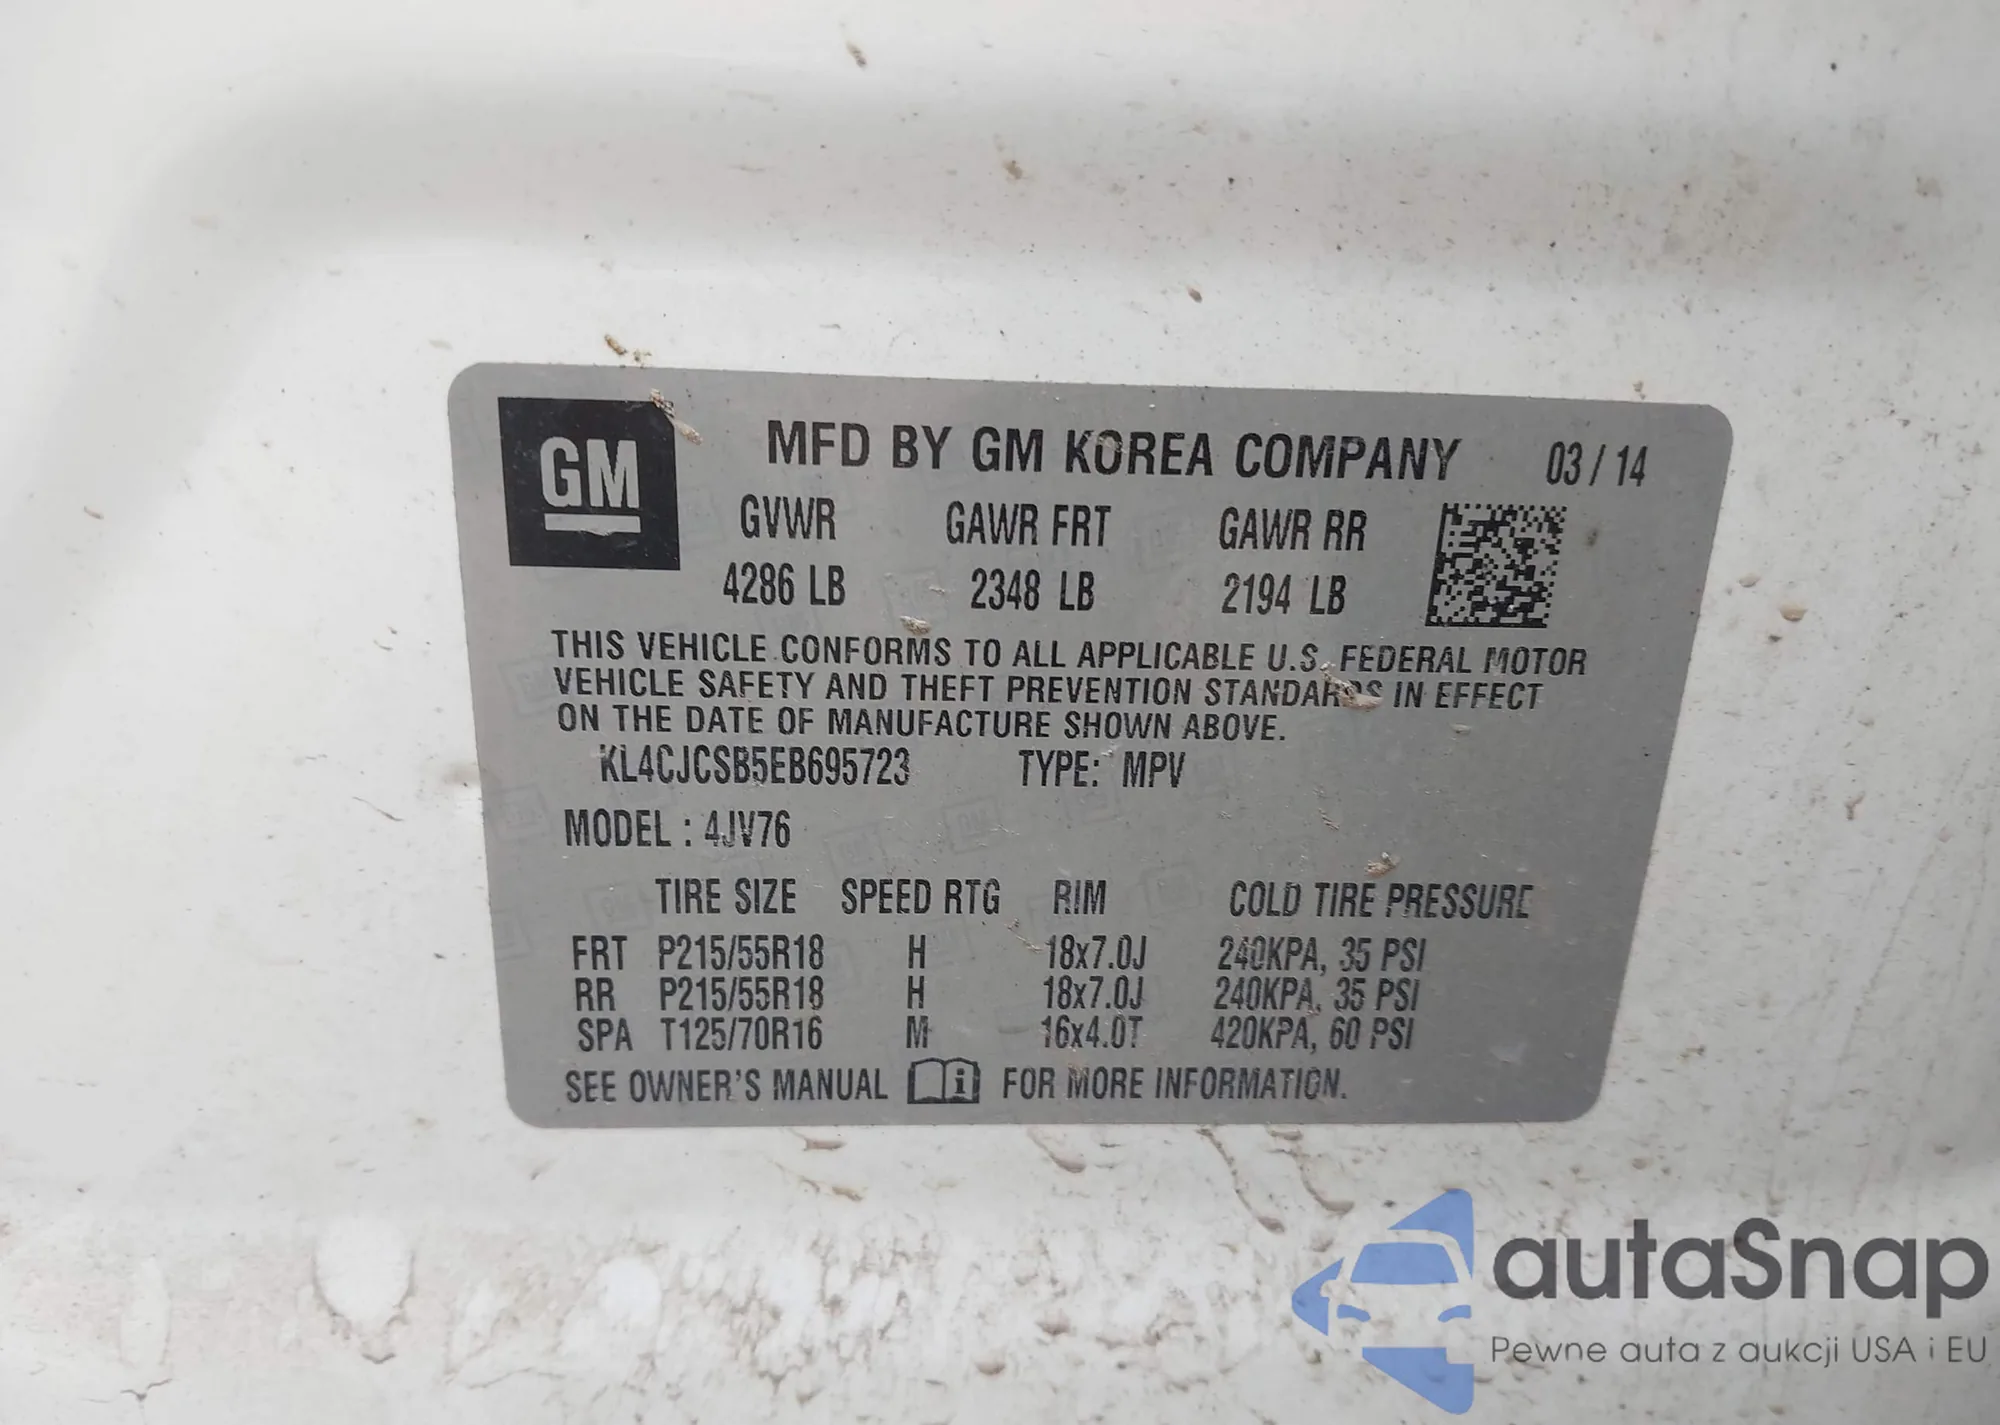 GM
MFD BY GM KOREA COMPANY 03 / 14
GVWR GAWR FRT GAWR RR
4286 LB 2348 LB 2194 LB
THIS VEHICLE CONFORMS TO ALL APPLICABLE U.S. FEDERAL MOTOR
VEHICLE SAFETY AND THEFT PREVENTION STANDARDS IN EFFECT
ON THE DATE OF MANUFACTURE SHOWN ABOVE.
KL4CJCSB5EB695723 TYPE: MPV
MODEL : 4JV76
TIRE SIZE SPEED RTG RIM COLD TIRE PRESSURE
FRT P215/55R18 H 18x7.0J 240KPA, 35 PSI
RR P215/55R18 H 18x7.0J 240KPA, 35 PSI
SPA T125/70R16 M 16x4.0T 420KPA, 60 PSI
SEE OWNER'S MANUAL i FOR MORE INFORMATION.
autaSnap
Pewne auta z aukcji USA i EU